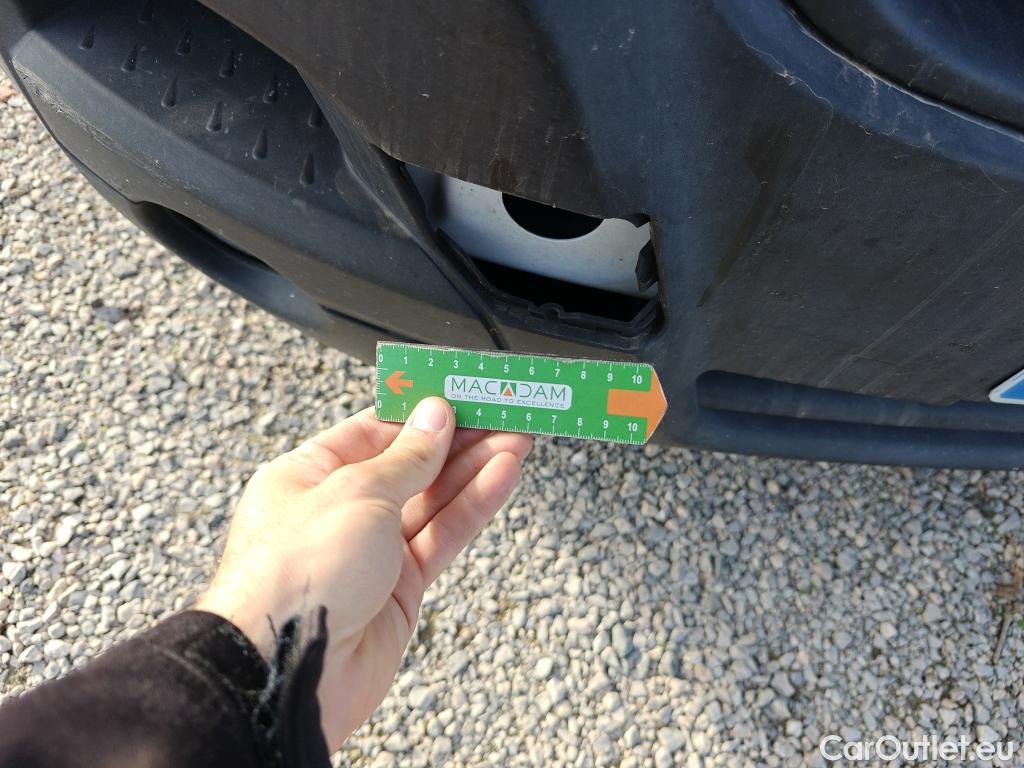 0 1 2 3 4 5 6 7 8 9 10
MACADAM
ON THE ROAD TO EXCELLENCE
0 1 3 4 5 6 7 8 9 10
CarOutlet.eu